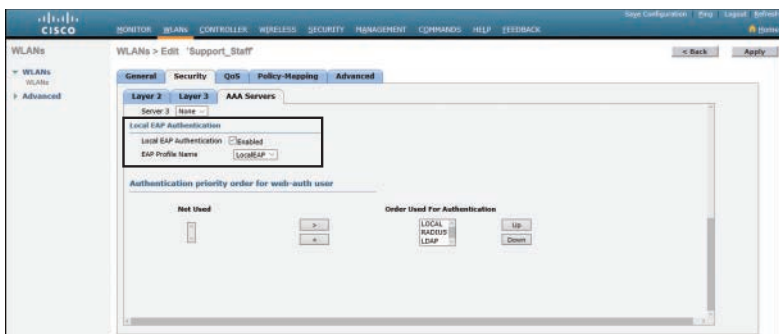 Save Configuration Ping Logout Refresh
CISCO
MONITOR WLANs CONTROLLER WIRELESS SECURITY MANAGEMENT COMMANDS HELP FEEDBACK
Home
WLANs
WLANs > Edit 'Support_Staff'
< Back
Apply
WLANs
WLANs
Advanced
General
Security
QoS
Policy-Mapping
Advanced
Layer 2
Layer 3
AAA Servers
Server 3 None
Local EAP Authentication
Local EAP Authentication Enabled
EAP Profile Name LocalEAP
Authentication priority order for web-auth user
Not Used
Order Used For Authentication
>
<
LOCAL
RADIUS
LDAP
Up
Down